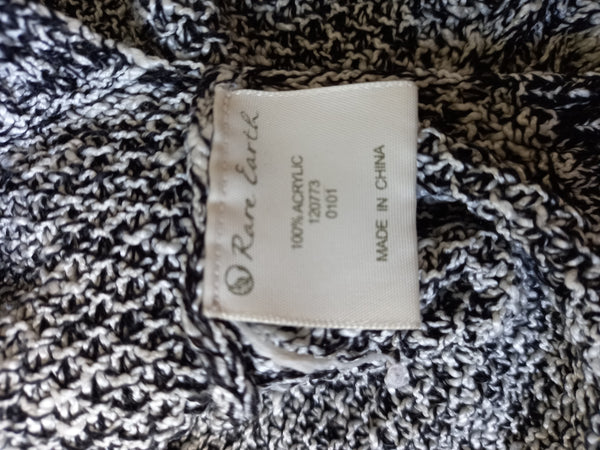 Rare Earth
100% ACRYLIC
120773
0101
MADE IN CHINA